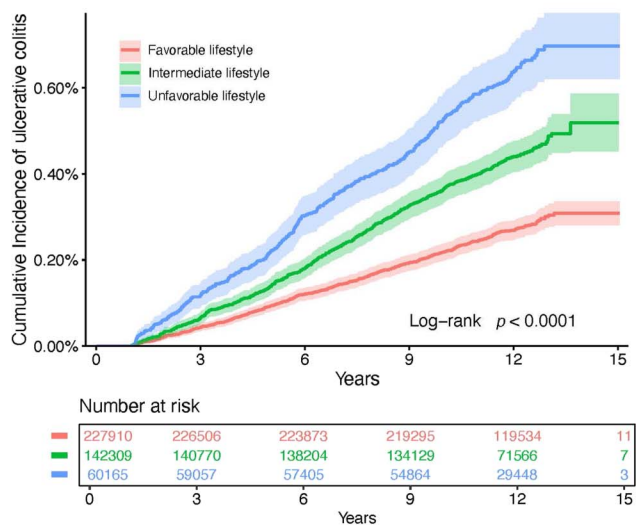 Cumulative Incidence of ulcerative colitis
0.60%
0.40%
0.20%
0.00%
Favorable lifestyle
Intermediate lifestyle
Unfavorable lifestyle
Log-rank p < 0.0001
0 3 6 9 12 15
Years
Number at risk
227910 226506 223873 219295 119534 11
142309 140770 138204 134129 71566 7
60165 59057 57405 54864 29448 3
0 3 6 9 12 15
Years